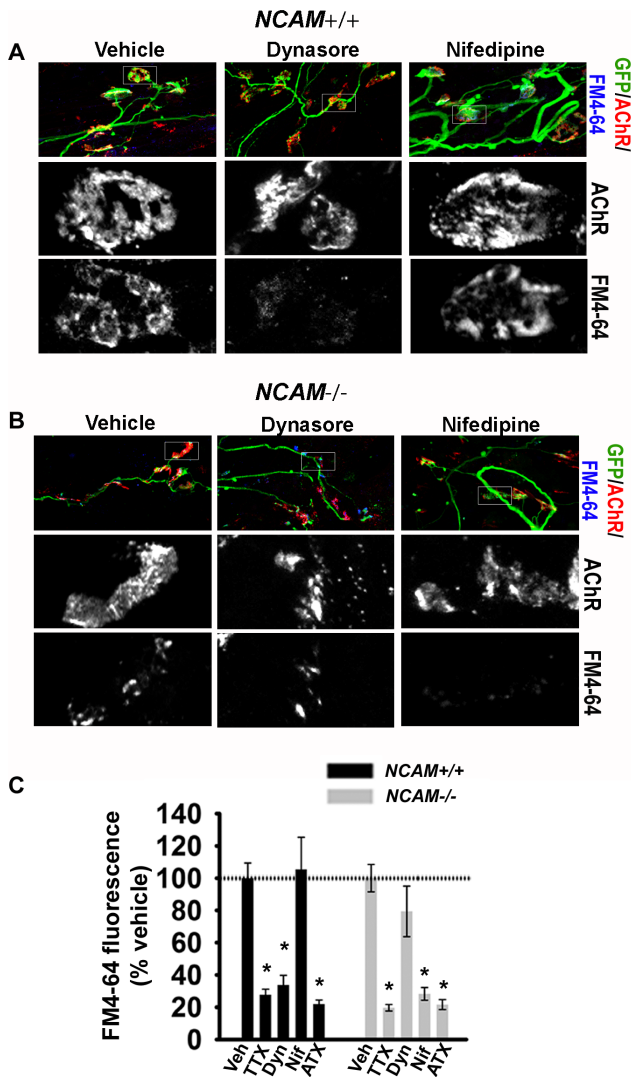 NCAM+/+
A
Vehicle Dynasore Nifedipine
GFP/AChR/
FM4-64
AChR
FM4-64
NCAM-/-
B
Vehicle Dynasore Nifedipine
GFP/AChR/
FM4-64
AChR
FM4-64
C
NCAM+/+
NCAM-/-
FM4-64 fluorescence
(% vehicle)
140
120
100
80
60
40
20
0
* * * * * *
Veh TTX Dyn Nif ATX Veh TTX Dyn Nif ATX